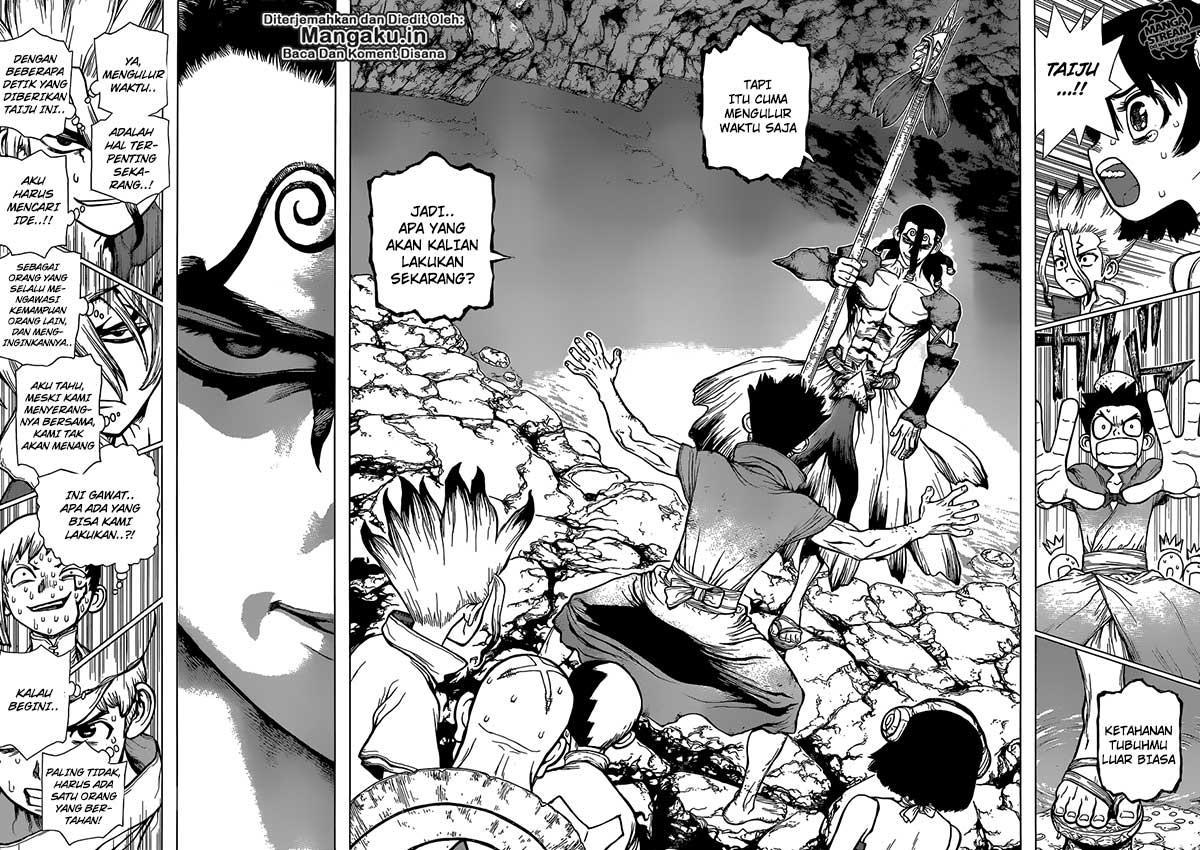 Diterjemahkan dan Diedit Oleh:
Mangaku.in
Baca Dan Koment Disana
MANGA
STREAM
TAIJU
...!!
KETAHANAN
TUBUHMU
LUAR BIASA
TAPI
ITU CUMA
MENGULUR
WAKTU SAJA
JADI..
APA YANG
AKAN KALIAN
LAKUKAN
SEKARANG?
YA,
MENGULUR
WAKTU..
ADALAH
HAL TER-
PENTING
SEKA-
RANG..!
DENGAN
BEBERAPA
DETIK YANG
DIBERIKAN
TAIJU INI..
AKU
HARUS
MENCARI
IDE..!!
SEBAGAI
ORANG YANG
SELALU ME-
NGAWASI
KEMAMPUAN
ORANG LAIN,
DAN MENG-
INGINKANNYA..
AKU TAHU,
MESKI KAMI
MENYERANG-
NYA BERSAMA,
KAMI TAK
AKAN MENANG
INI GAWAT..
APA ADA YANG
BISA KAMI
LAKUKAN..?!
KALAU
BEGINI..
PALING TIDAK,
HARUS ADA
SATU ORANG
YANG BER-
TAHAN!